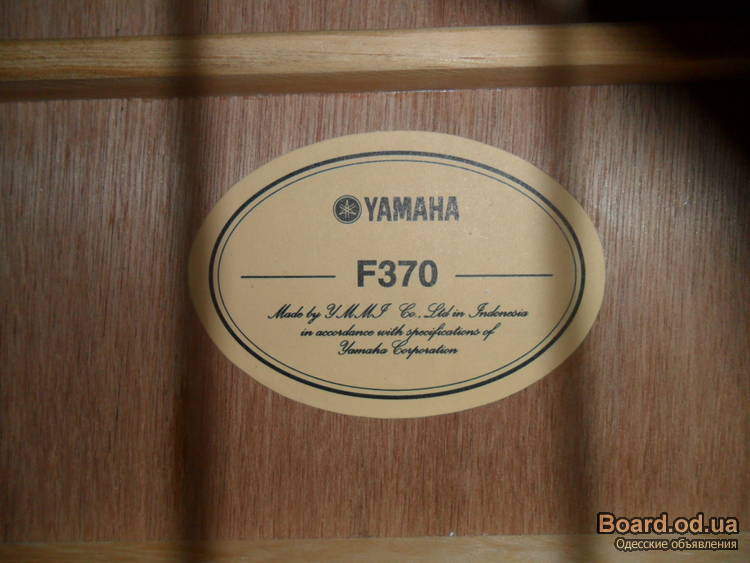 YAMAHA
F370
Made by YMMI Co., Ltd in Indonesia
in accordance with specifications of
Yamaha Corporation
Board.od.ua
Одесские объявления